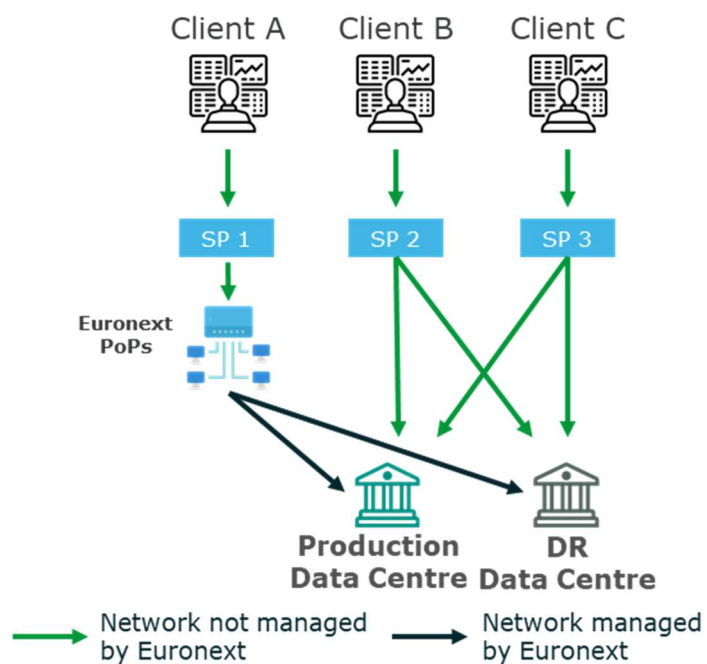 Client A
Client B
Client C
SP 1
SP 2
SP 3
Euronext
PoPs
Production
Data Centre
DR
Data Centre
Network not managed
by Euronext
Network managed
by Euronext